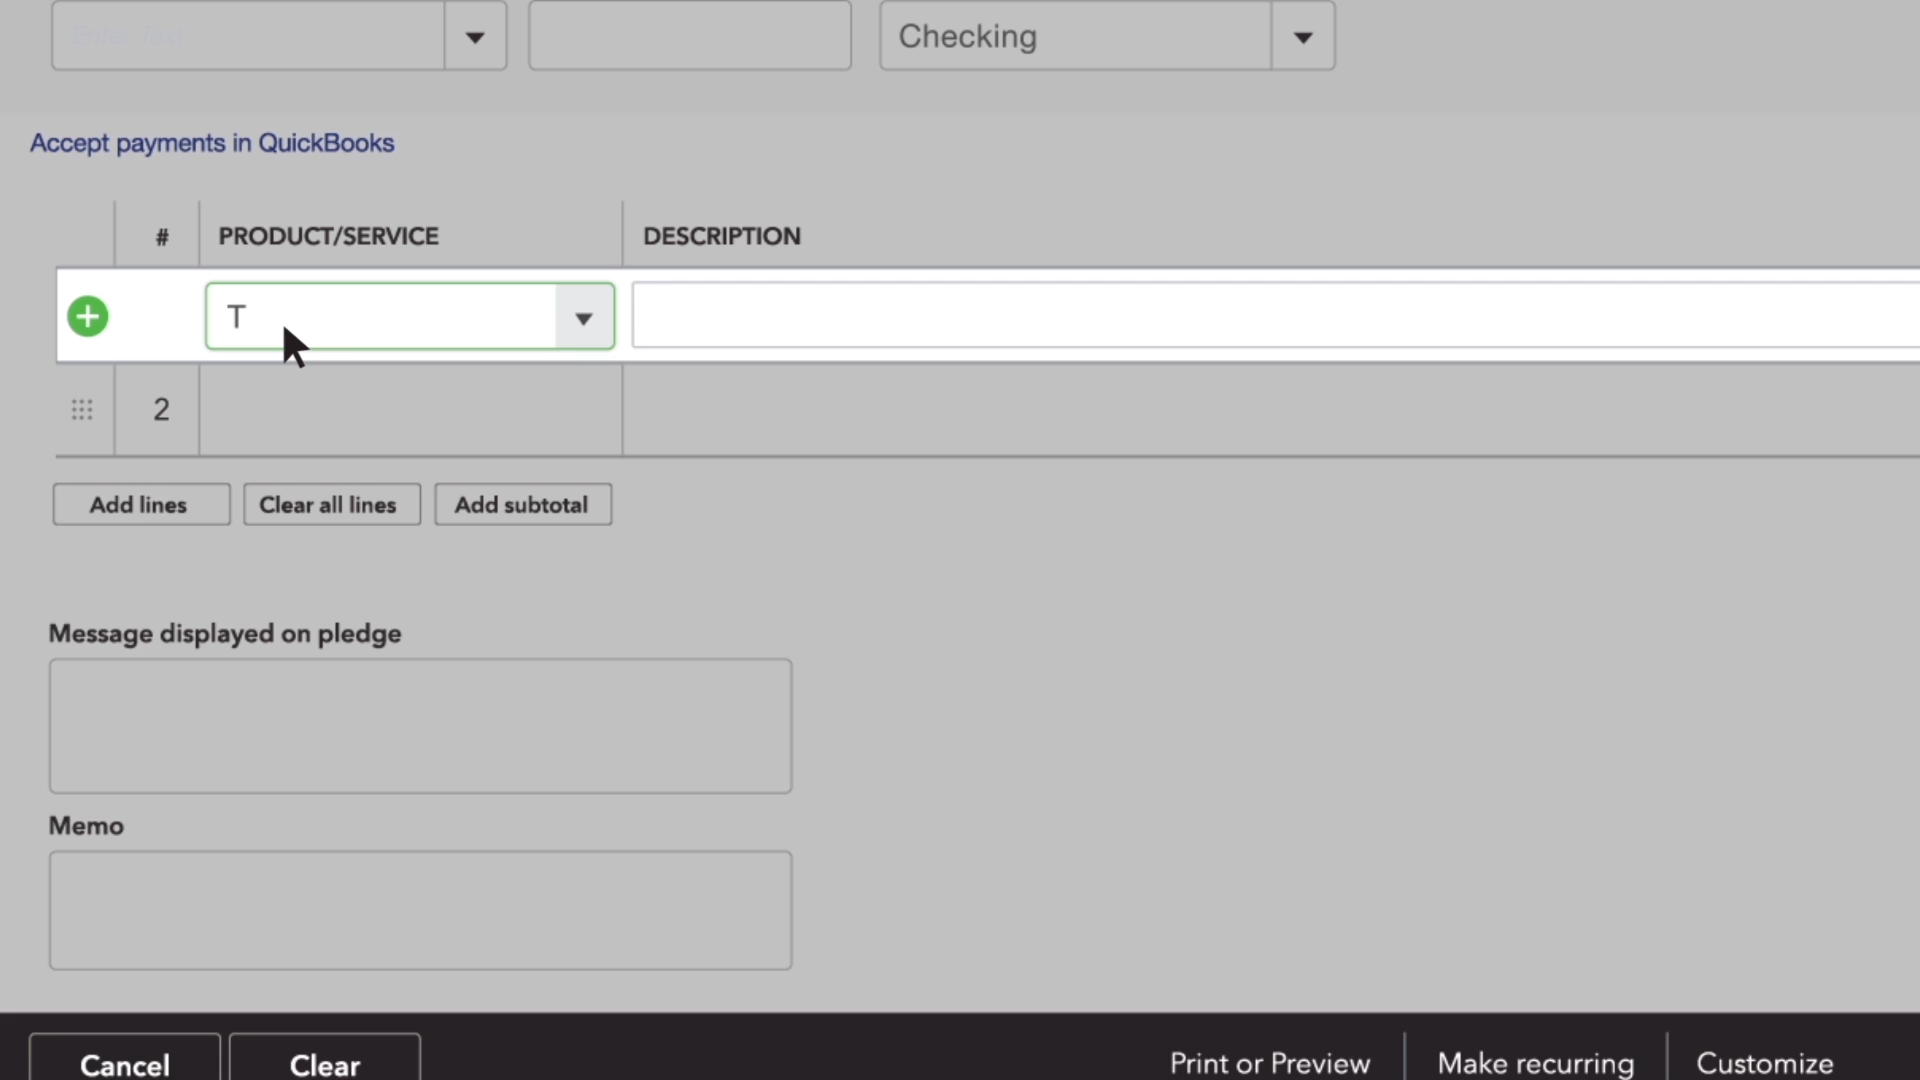 Checking
Accept payments in QuickBooks
# PRODUCT/SERVICE DESCRIPTION
T
2
Add lines Clear all lines Add subtotal
Message displayed on pledge
Memo
Cancel Clear Print or Preview Make recurring Customize